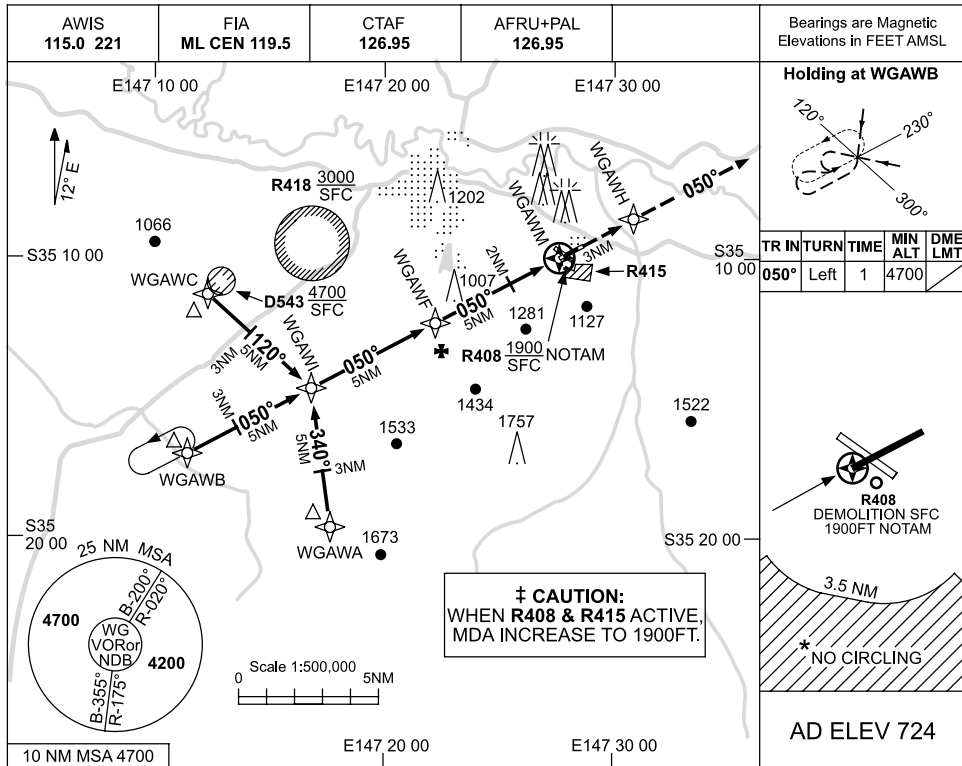 AWIS
115.0 221
FIA
ML CEN 119.5
CTAF
126.95
AFRU+PAL
126.95
Bearings are Magnetic
Elevations in FEET AMSL
E147 10 00
E147 20 00
E147 30 00
Holding at WGAWB
120°
230°
300°
12° E
R418 3000
SFC
1202
WGAWH
050°
1066
WGAWM
3NM
S35 10 00
S35
10 00
TR IN
TURN
TIME
MIN
ALT
DME
LMT
050°
Left
1
4700
WGAWC
D543 4700
SFC
WGAWF
1007
2NM
050°
5NM
R415
1281
1127
120°
3NM
5NM
WGAWI
050°
5NM
R408 1900 NOTAM
SFC
3NM
050°
5NM
1434
1757
1522
1533
340°
5NM
3NM
WGAWB
WGAWA
1673
R408
DEMOLITION SFC
1900FT NOTAM
S35
20 00
S35 20 00
25 NM MSA
4700
B-200°
R-020°
WG
VORor
NDB
4200
B-355°
R-175°
‡ CAUTION:
WHEN R408 & R415 ACTIVE,
MDA INCREASE TO 1900FT.
3.5 NM
* NO CIRCLING
Scale 1:500,000
0
5NM
AD ELEV 724
10 NM MSA 4700
E147 20 00
E147 30 00